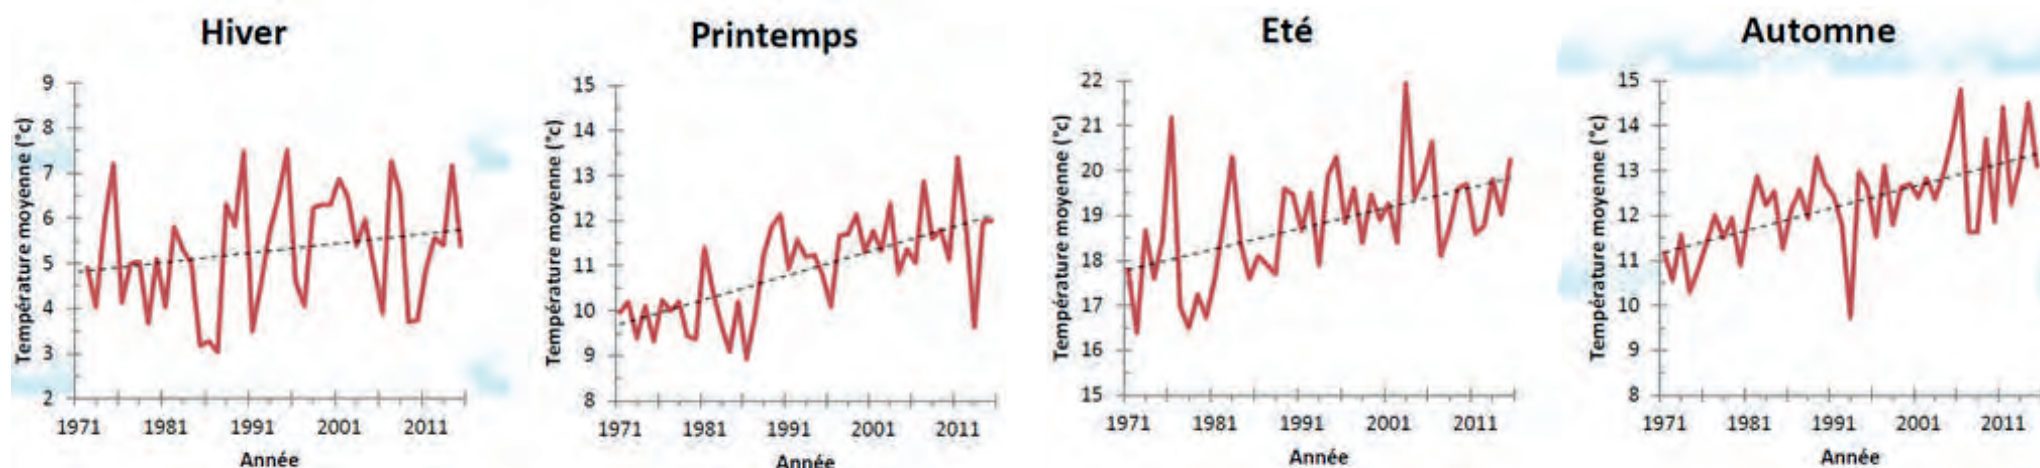 Hiver
Température moyenne (°c)
9
8
7
6
5
4
3
2
1971 1981 1991 2001 2011
Année
Printemps
Température moyenne (°c)
15
14
13
12
11
10
9
8
1971 1981 1991 2001 2011
Année
Eté
Température moyenne (°c)
22
21
20
19
18
17
16
15
1971 1981 1991 2001 2011
Année
Automne
Température moyenne (°c)
15
14
13
12
11
10
9
8
1971 1981 1991 2001 2011
Année